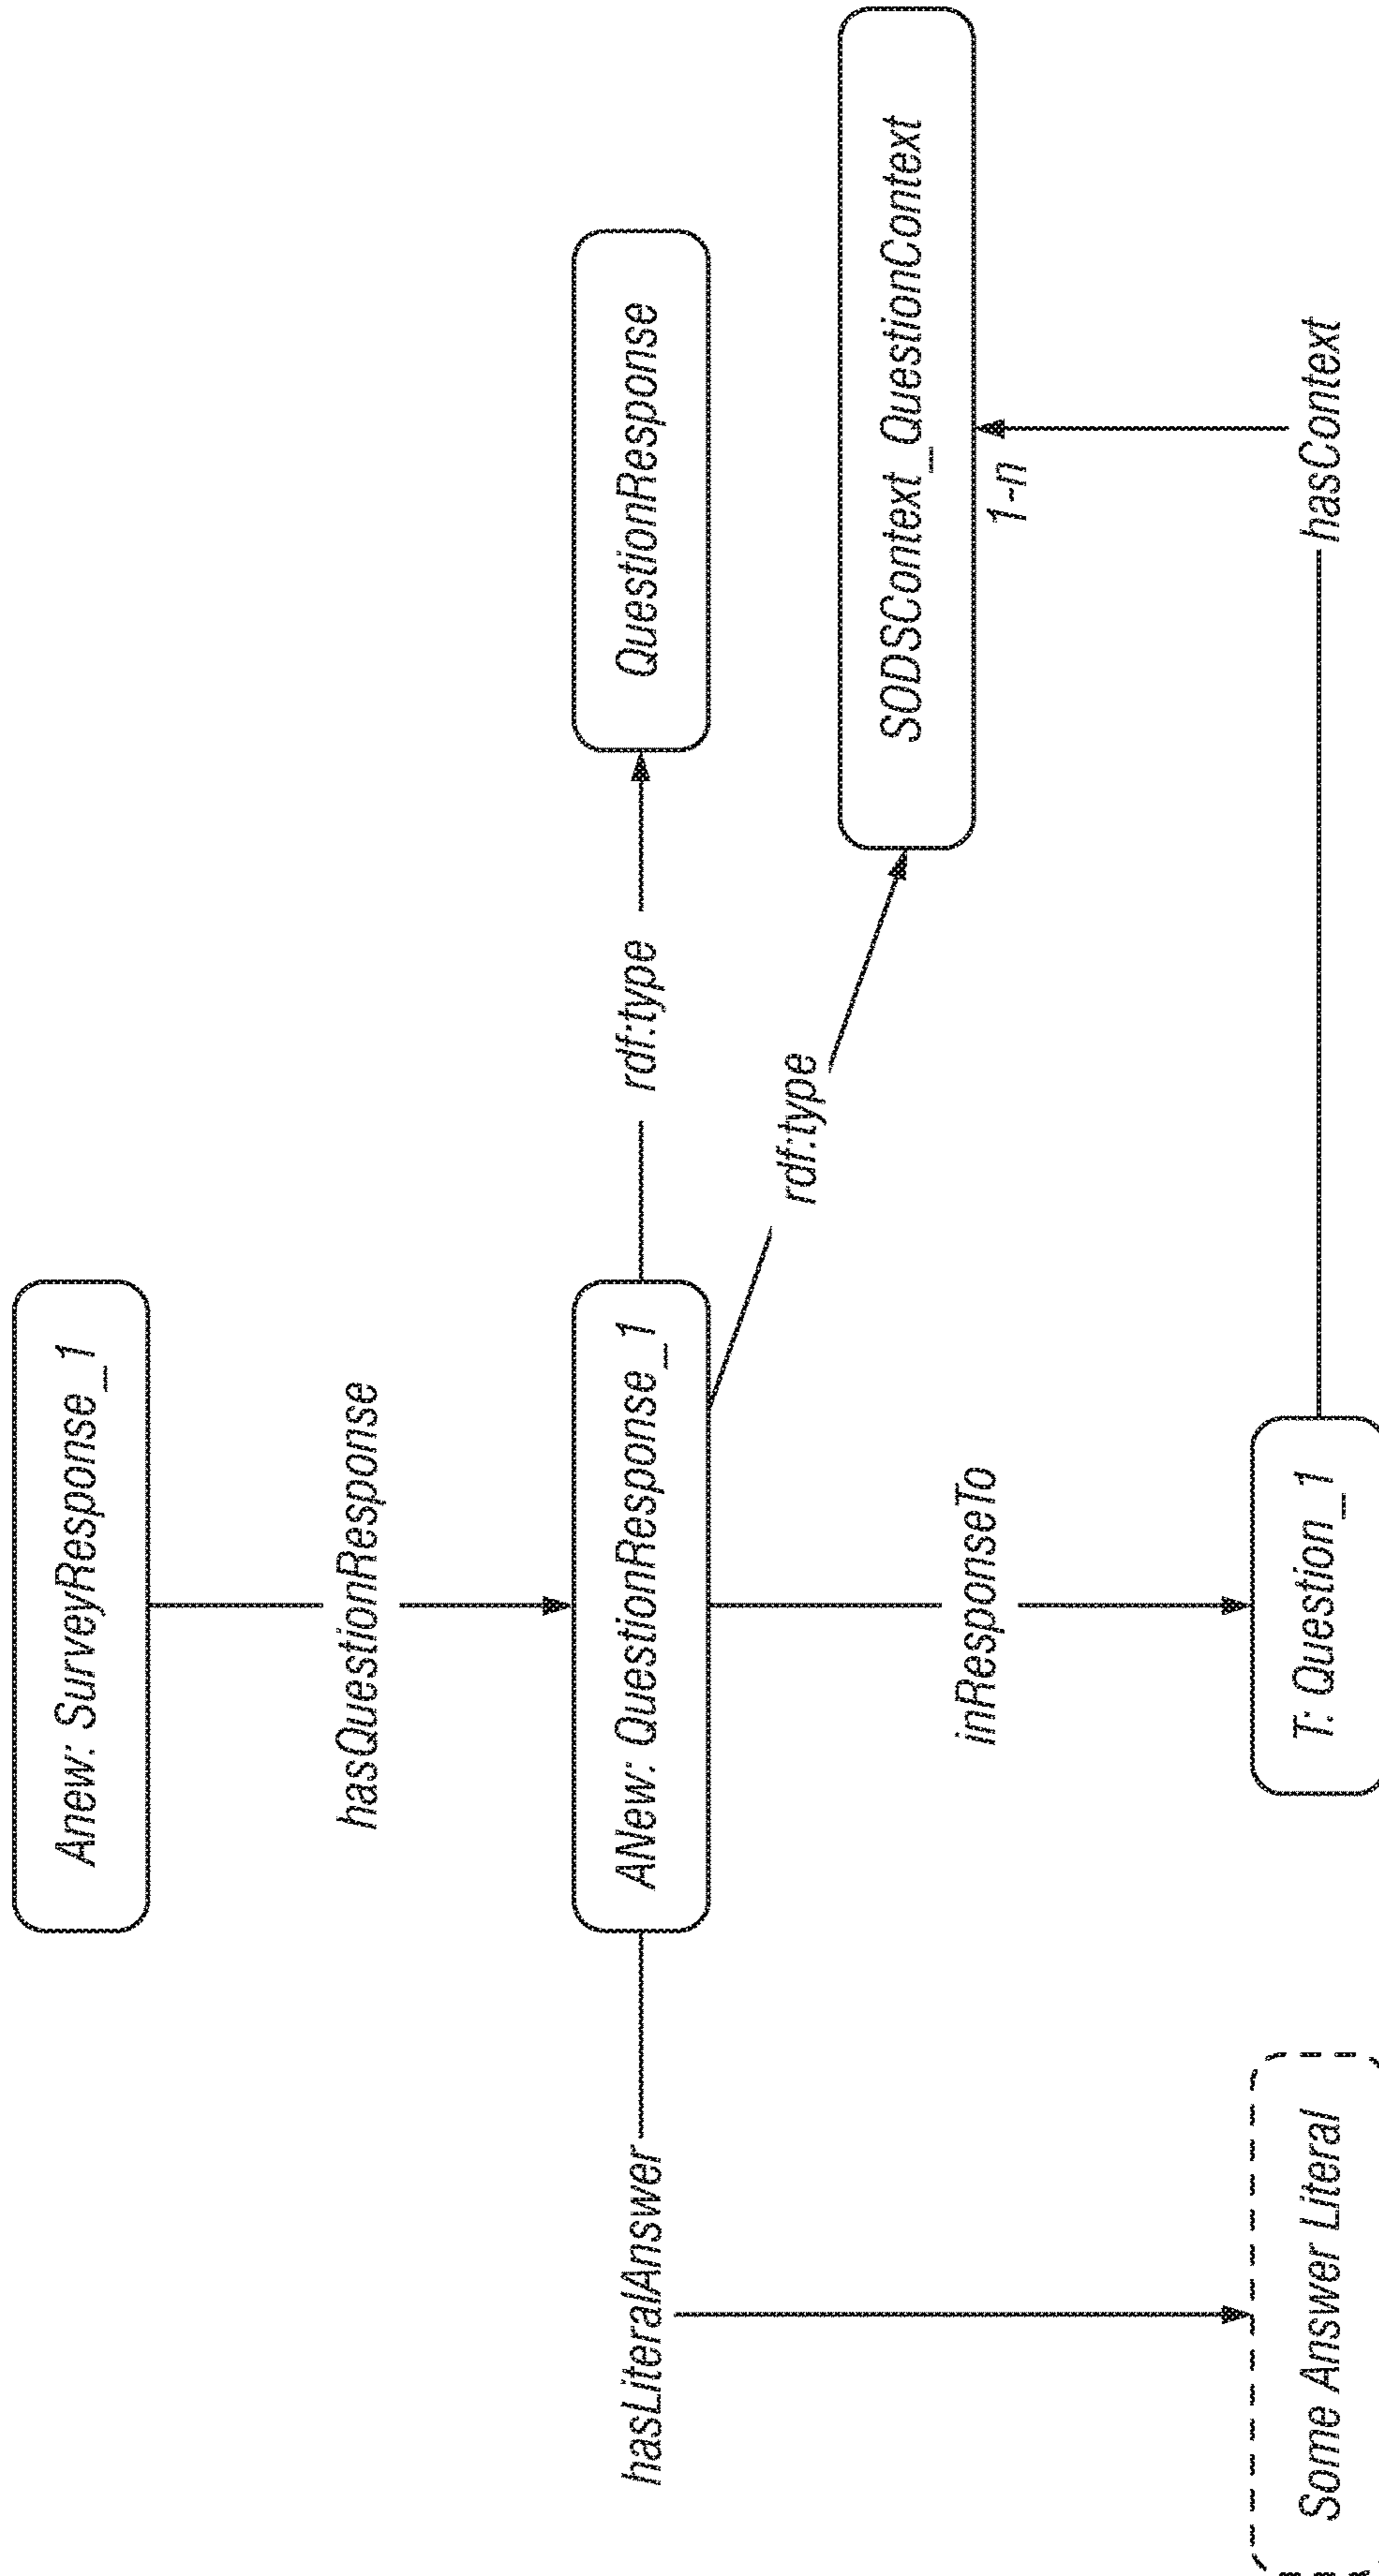 Anew: SurveyResponse_1
hasQuestionResponse
hasLiteralAnswer
ANew: QuestionResponse_1
rdf:type
QuestionResponse
rdf:type
SODSContext_QuestionContext
inResponseTo
1-n
Some Answer Literal
T: Question_1
hasContext